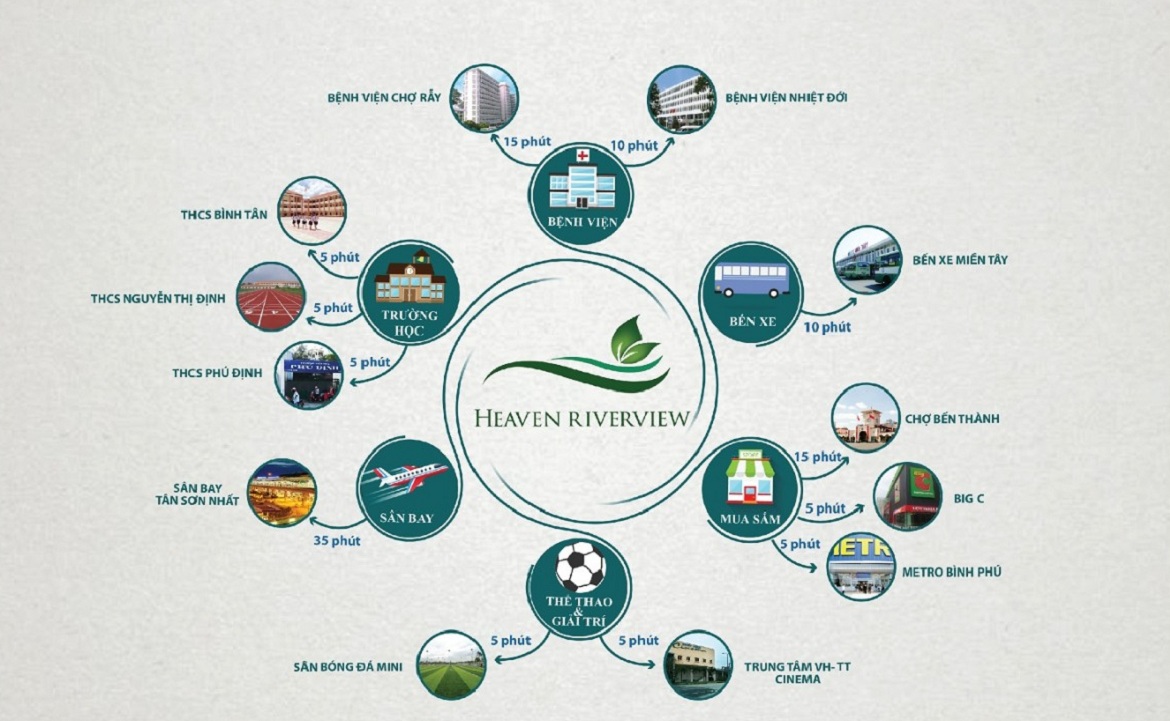 BỆNH VIỆN CHỢ RẪY
BỆNH VIỆN NHIỆT ĐỚI
15 phút
10 phút
BỆNH VIỆN
THCS BÌNH TÂN
5 phút
THCS NGUYỄN THỊ ĐỊNH
5 phút
TRƯỜNG
HỌC
THCS PHÚ ĐỊNH
5 phút
BẾN XE MIỀN TÂY
BẾN XE
10 phút
HEAVEN RIVERVIEW
CHỢ BẾN THÀNH
15 phút
BIG C
5 phút
MUA SẮM
5 phút
METR
METRO BÌNH PHÚ
SÂN BAY
TÂN SƠN NHẤT
SÂN BAY
35 phút
THỂ THAO
&
GIẢI TRÍ
5 phút
5 phút
SÂN BÓNG ĐÁ MINI
TRUNG TÂM VH- TT
CINEMA